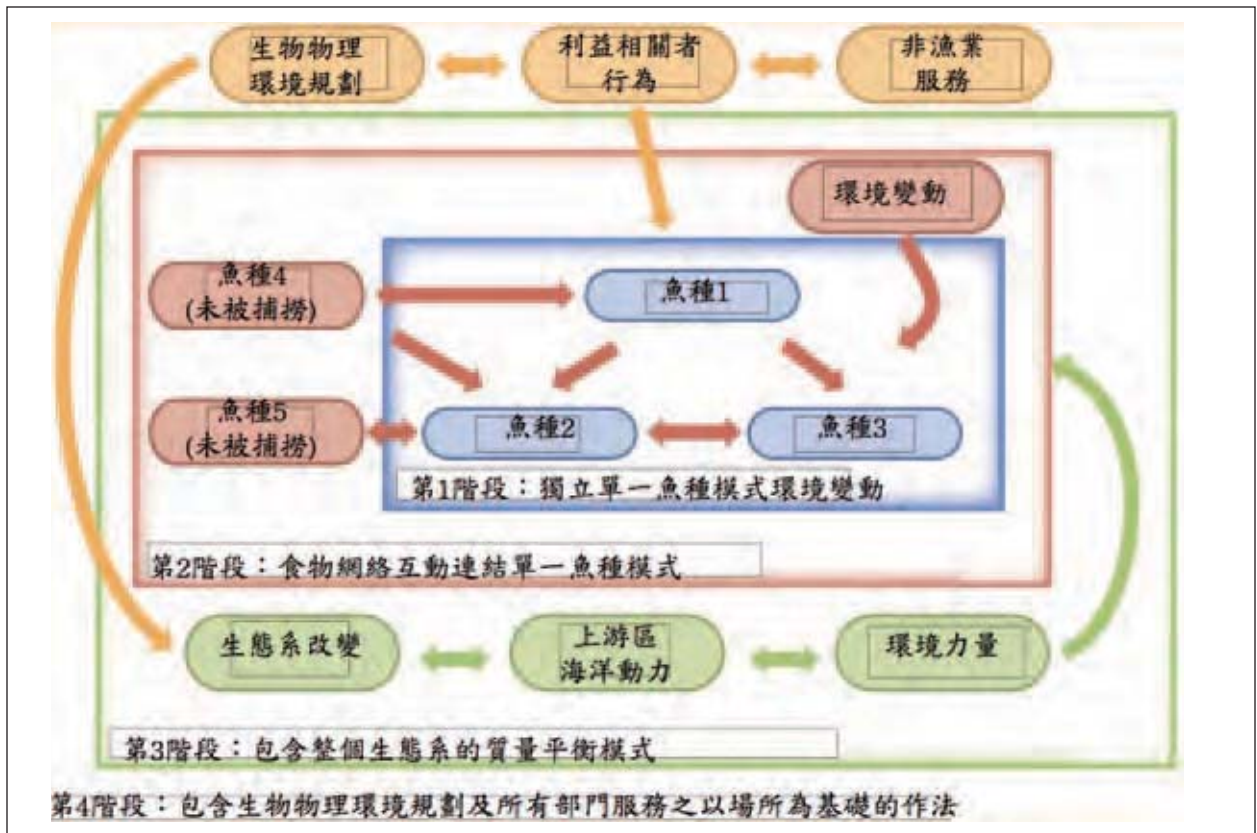 生物物理
環境規劃
利益相關者
行為
非漁業
服務
環境變動
魚種4
(未被捕撈)
魚種1
魚種5
(未被捕撈)
魚種2
魚種3
第1階段：獨立單一魚種模式環境變動
第2階段：食物網絡互動連結單一魚種模式
生態系改變
上游區
海洋動力
環境力量
第3階段：包含整個生態系的質量平衡模式
第4階段：包含生物物理環境規劃及所有部門服務之以場所為基礎的作法